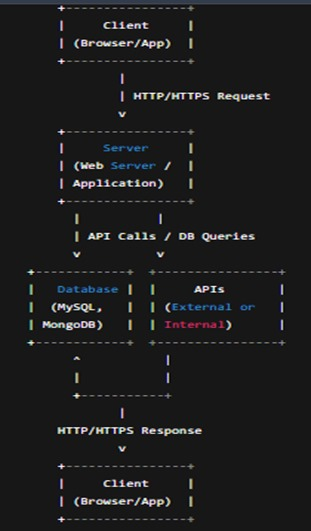 Client
(Browser/App)
HTTP/HTTPS Request
v
Server
(Web Server /
Application)
API Calls / DB Queries
v v
Database APIs
(MySQL, (External or
MongoDB) Internal)
^
HTTP/HTTPS Response
v
Client
(Browser/App)